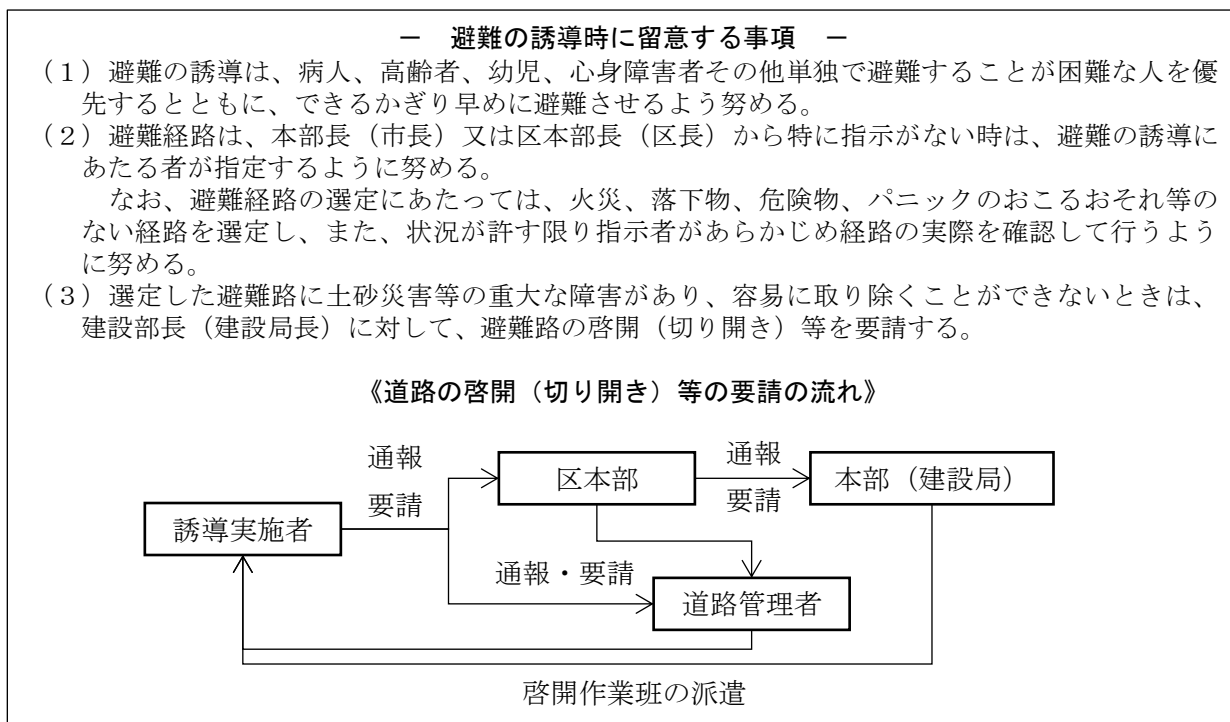 －　避難の誘導時に留意する事項　－
（１）避難の誘導は、病人、高齢者、幼児、心身障害者その他単独で避難することが困難な人を優
先するとともに、できるかぎり早めに避難させるよう努める。
（２）避難経路は、本部長（市長）又は区本部長（区長）から特に指示がない時は、避難の誘導に
あたる者が指定するように努める。
なお、避難経路の選定にあたっては、火災、落下物、危険物、パニックのおこるおそれ等の
ない経路を選定し、また、状況が許す限り指示者があらかじめ経路の実際を確認して行うよう
に努める。
（３）選定した避難路に土砂災害等の重大な障害があり、容易に取り除くことができないときは、
建設部長（建設局長）に対して、避難路の啓開（切り開き）等を要請する。
《道路の啓開（切り開き）等の要請の流れ》
通報
要請
区本部
通報
要請
本部（建設局）
誘導実施者
通報・要請
道路管理者
啓開作業班の派遣